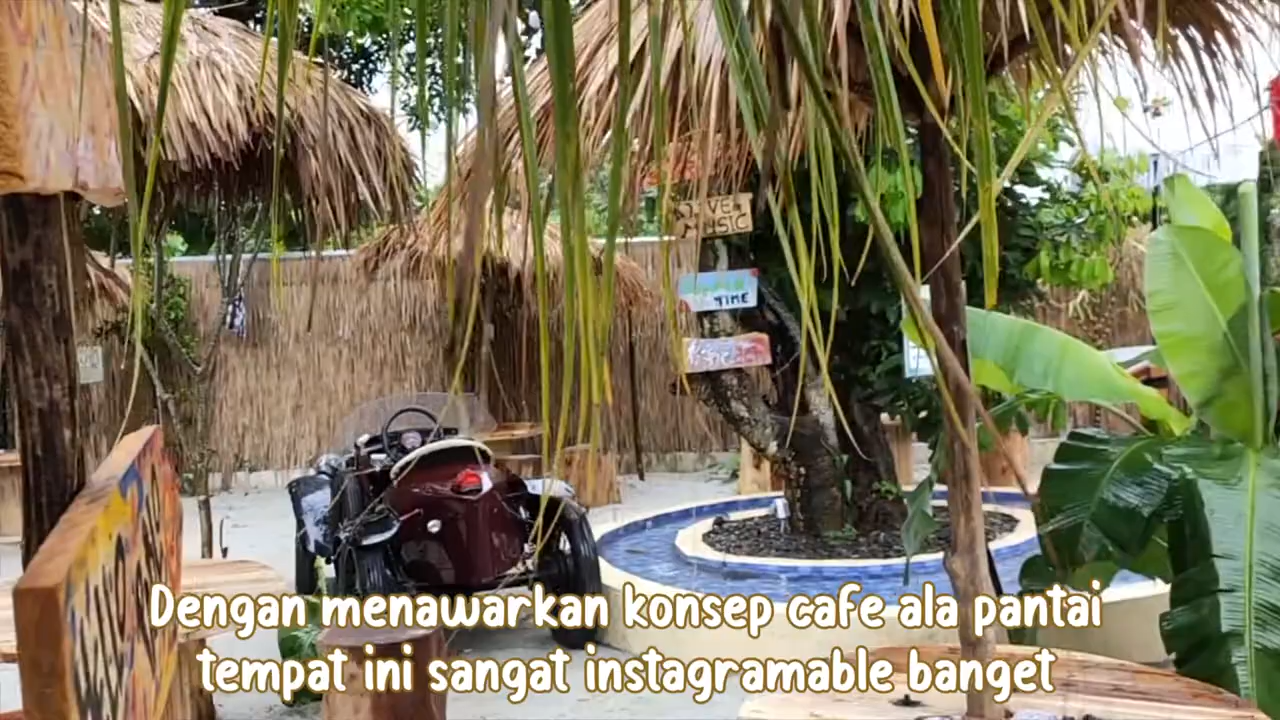 LIVE
MUSIC
TIME
Dengan menawarkan konsep cafe ala pantai
tempat ini sangat instagramable banget